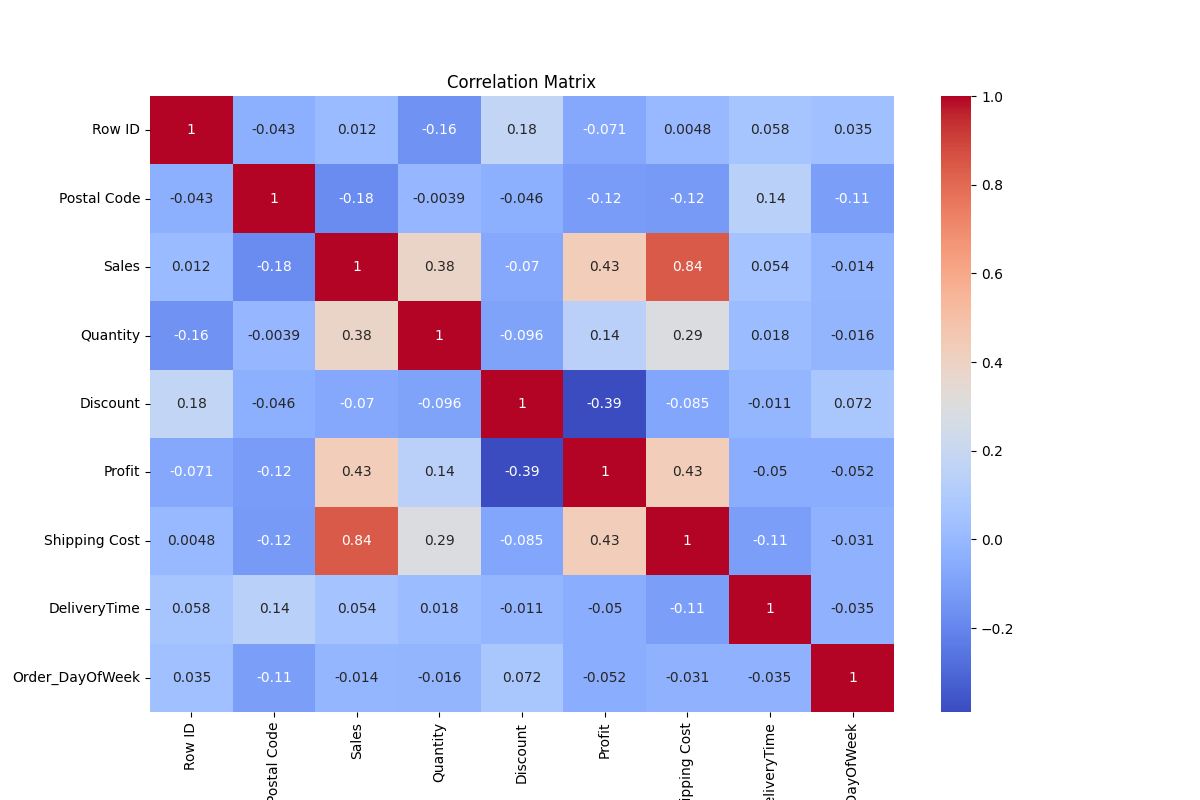 Correlation Matrix
Row ID 1 -0.043 0.012 -0.16 0.18 -0.071 0.0048 0.058 0.035
Postal Code -0.043 1 -0.18 -0.0039 -0.046 -0.12 -0.12 0.14 -0.11
Sales 0.012 -0.18 1 0.38 -0.07 0.43 0.84 0.054 -0.014
Quantity -0.16 -0.0039 0.38 1 -0.096 0.14 0.29 0.018 -0.016
Discount 0.18 -0.046 -0.07 -0.096 1 -0.39 -0.085 -0.011 0.072
Profit -0.071 -0.12 0.43 0.14 -0.39 1 0.43 -0.05 -0.052
Shipping Cost 0.0048 -0.12 0.84 0.29 -0.085 0.43 1 -0.11 -0.031
DeliveryTime 0.058 0.14 0.054 0.018 -0.011 -0.05 -0.11 1 -0.035
Order_DayOfWeek 0.035 -0.11 -0.014 -0.016 0.072 -0.052 -0.031 -0.035 1
Row ID
Postal Code
Sales
Quantity
Discount
Profit
ipping Cost
eliveryTime
DayOfWeek
1.0
0.8
0.6
0.4
0.2
0.0
−0.2